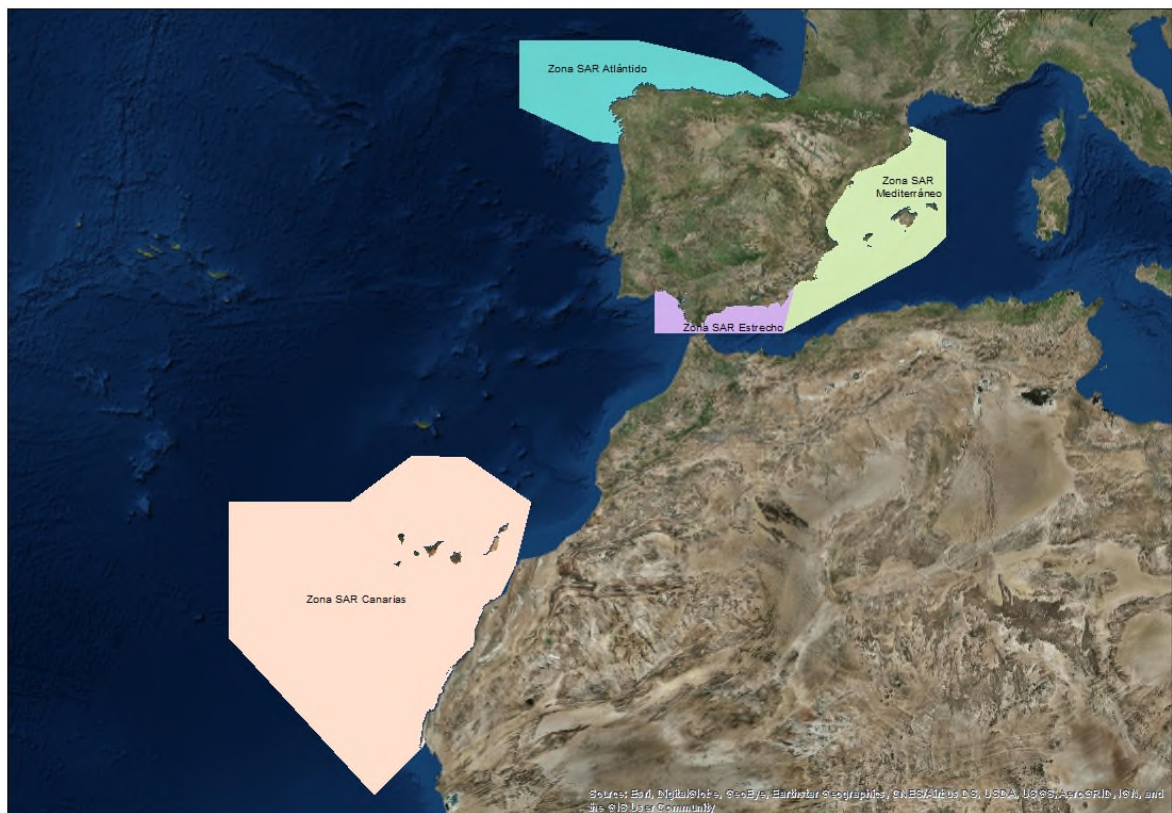 Zona SAR Atlántido
Zona SAR
Mediterráneo
Zona SAR Estrecho
Zona SAR Canarias
Source: Esri, DigitalGlobe, GeoEye, Earthstar Geographics, CNES/Airbus DS, USDA, USGS, AeroGRID, IGN, and
the GIS User Community